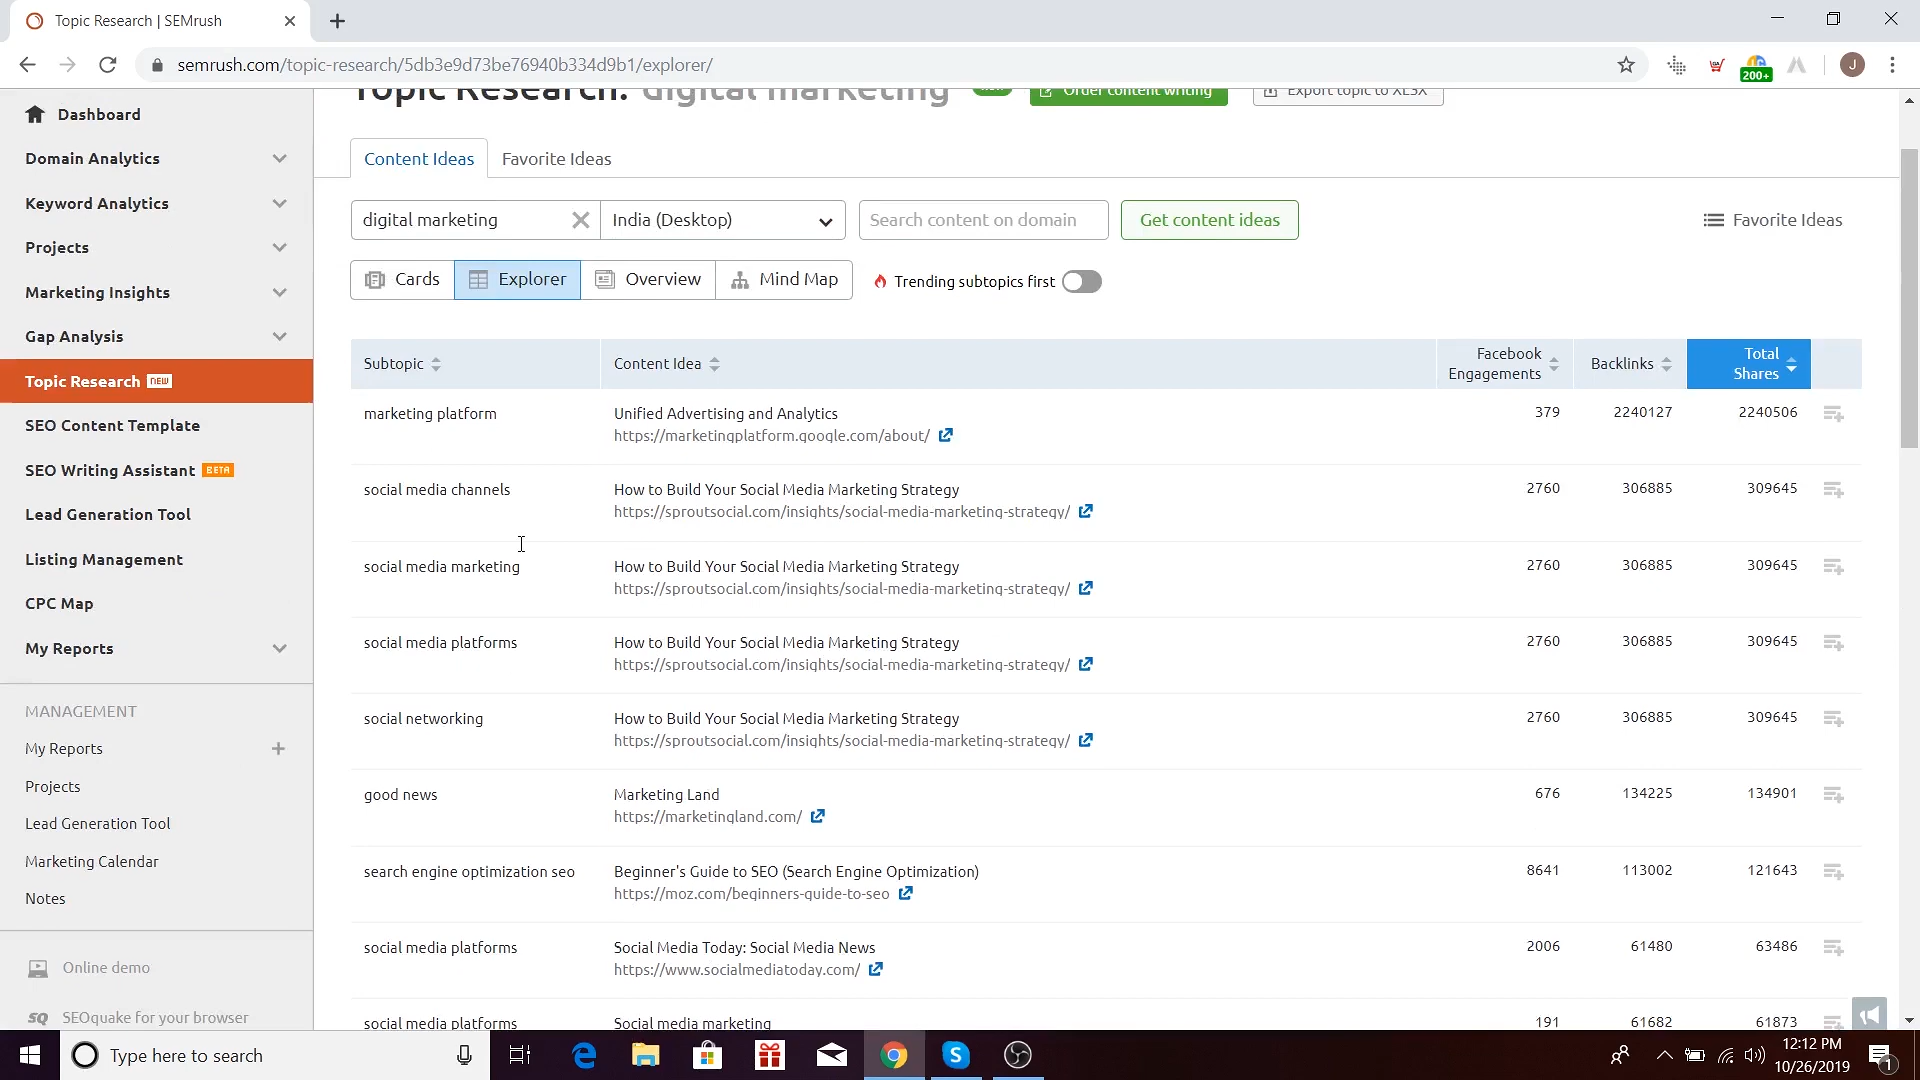 Topic Research | SEMrush
semrush.com/topic-research/5db3e9d73be76940b334d9b1/explorer/
200+
J
Dashboard
Domain Analytics
Keyword Analytics
Projects
Marketing Insights
Gap Analysis
Topic Research NEW
SEO Content Template
SEO Writing Assistant BETA
Lead Generation Tool
Listing Management
CPC Map
My Reports
MANAGEMENT
My Reports
Projects
Lead Generation Tool
Marketing Calendar
Notes
Online demo
SQ SEOquake for your browser
Topic Research: digital marketing
Order content writing
Export topic to XLSX
Content Ideas Favorite Ideas
digital marketing India (Desktop) Search content on domain Get content ideas Favorite Ideas
Cards Explorer Overview Mind Map Trending subtopics first
Subtopic Content Idea Facebook Engagements Backlinks Total Shares
marketing platform Unified Advertising and Analytics 379 2240127 2240506
https://marketingplatform.google.com/about/
social media channels How to Build Your Social Media Marketing Strategy 2760 306885 309645
https://sproutsocial.com/insights/social-media-marketing-strategy/
social media marketing How to Build Your Social Media Marketing Strategy 2760 306885 309645
https://sproutsocial.com/insights/social-media-marketing-strategy/
social media platforms How to Build Your Social Media Marketing Strategy 2760 306885 309645
https://sproutsocial.com/insights/social-media-marketing-strategy/
social networking How to Build Your Social Media Marketing Strategy 2760 306885 309645
https://sproutsocial.com/insights/social-media-marketing-strategy/
good news Marketing Land 676 134225 134901
https://marketingland.com/
search engine optimization seo Beginner's Guide to SEO (Search Engine Optimization) 8641 113002 121643
https://moz.com/beginners-guide-to-seo
social media platforms Social Media Today: Social Media News 2006 61480 63486
https://www.socialmediatoday.com/
social media platforms Social media marketing 191 61682 61873
Type here to search
12:12 PM
10/26/2019
1